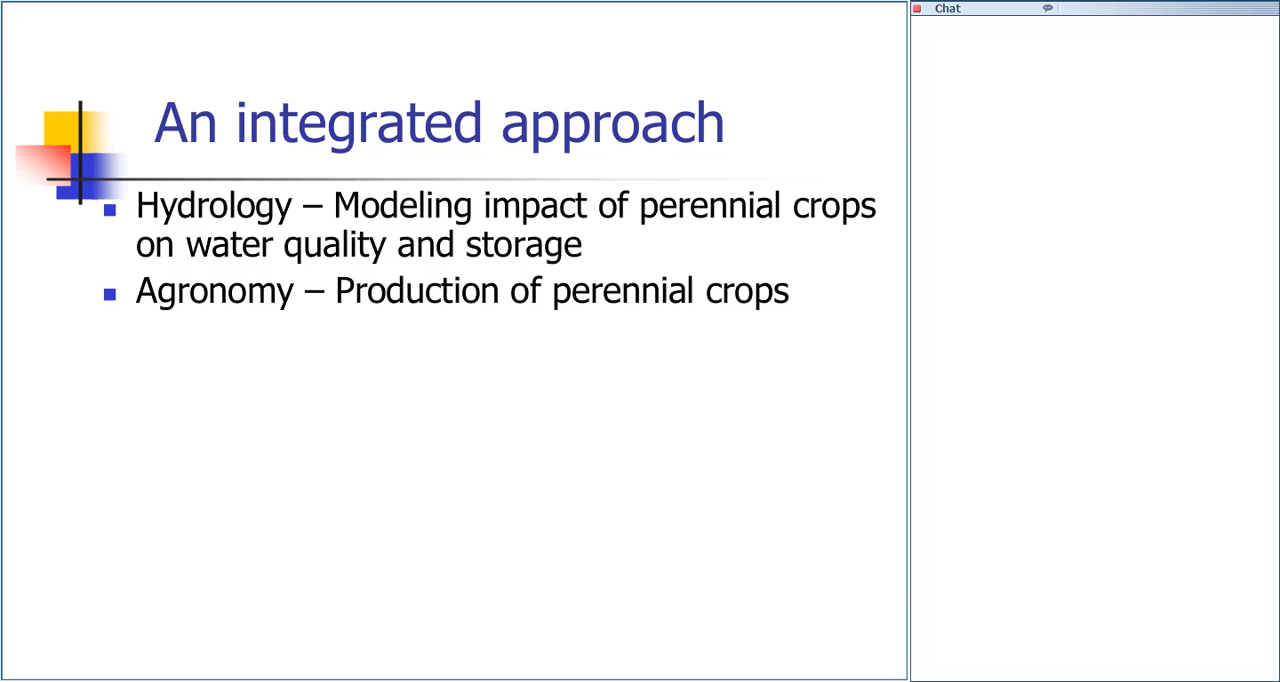 An integrated approach
Hydrology – Modeling impact of perennial crops
on water quality and storage
Agronomy – Production of perennial crops
Chat